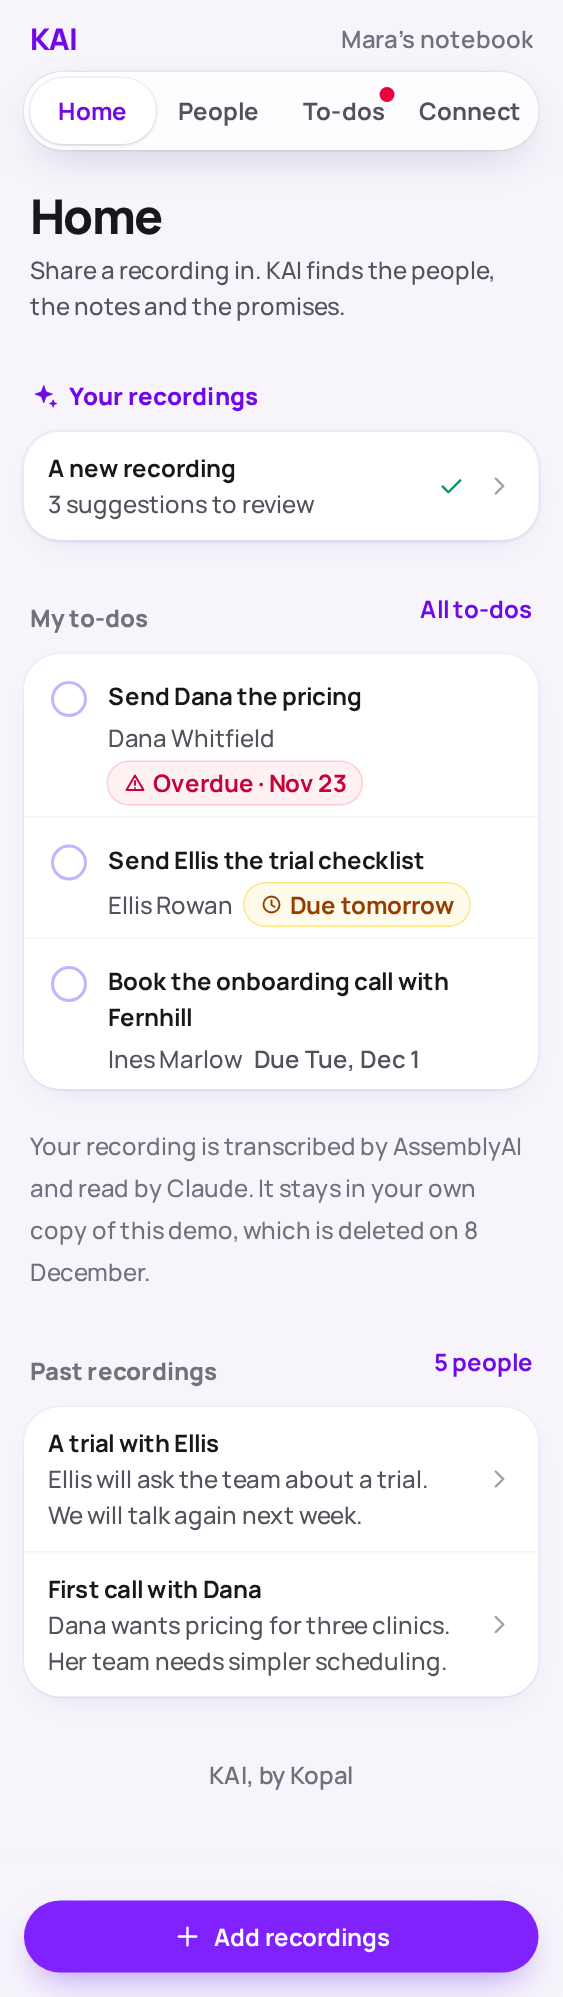 KAI
Mara's notebook
Home
People
To-dos
Connect
Home
Share a recording in. KAI finds the people,
the notes and the promises.
Your recordings
A new recording
3 suggestions to review
My to-dos
All to-dos
Send Dana the pricing
Dana Whitfield
Overdue · Nov 23
Send Ellis the trial checklist
Ellis Rowan
Due tomorrow
Book the onboarding call with
Fernhill
Ines Marlow Due Tue, Dec 1
Your recording is transcribed by AssemblyAI
and read by Claude. It stays in your own
copy of this demo, which is deleted on 8
December.
Past recordings
5 people
A trial with Ellis
Ellis will ask the team about a trial.
We will talk again next week.
First call with Dana
Dana wants pricing for three clinics.
Her team needs simpler scheduling.
KAI, by Kopal
Add recordings